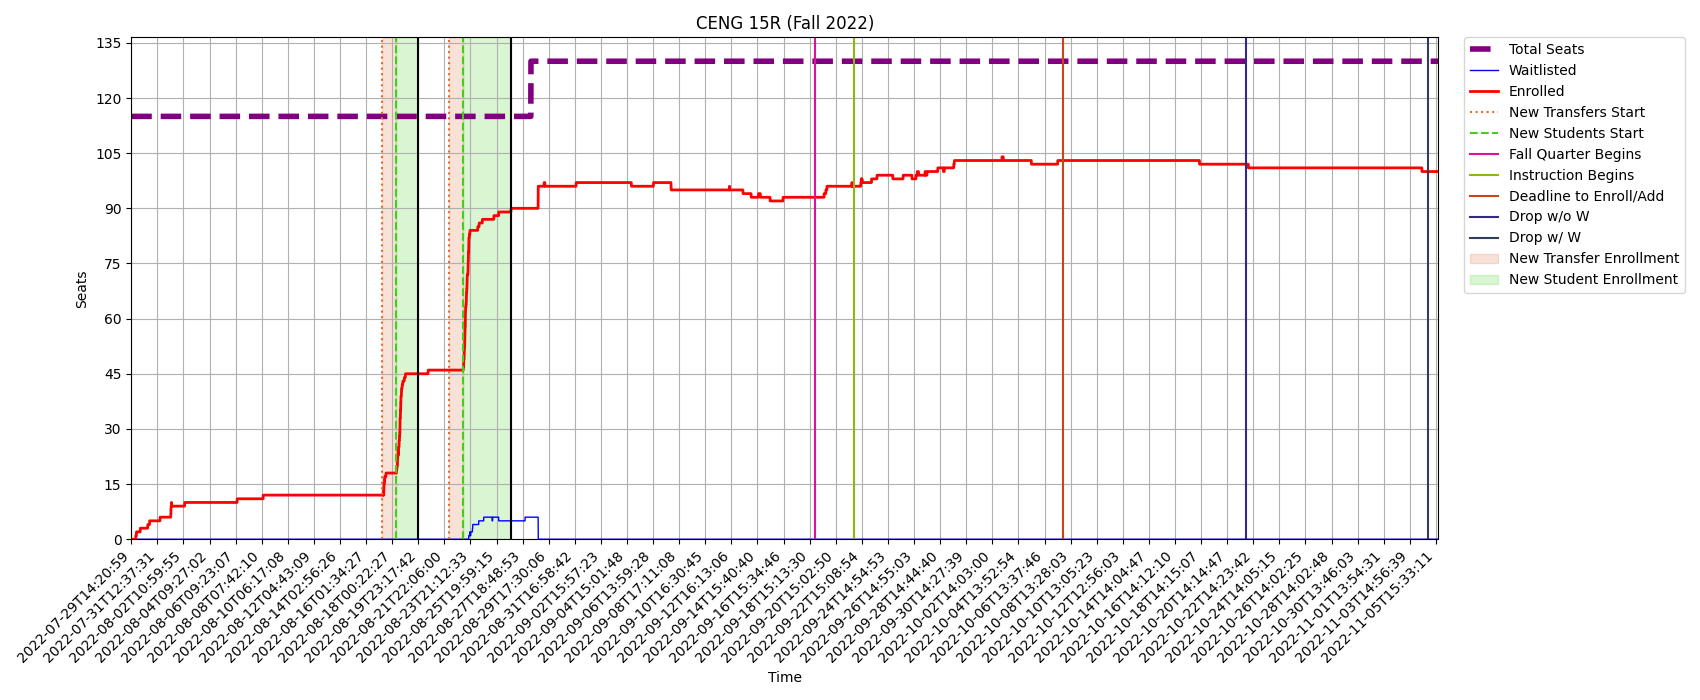 CENG 15R (Fall 2022)
Seats
135
120
105
90
75
60
45
30
15
0
2022-07-29T14:20:59
2022-07-31T12:37:31
2022-08-02T10:59:55
2022-08-04T09:27:02
2022-08-06T09:23:07
2022-08-08T07:42:10
2022-08-10T06:17:08
2022-08-12T04:43:09
2022-08-14T02:56:26
2022-08-16T01:34:27
2022-08-18T00:22:27
2022-08-19T23:17:42
2022-08-21T22:06:00
2022-08-23T21:12:33
2022-08-25T19:59:15
2022-08-27T18:48:53
2022-08-29T17:30:06
2022-08-31T16:58:42
2022-09-02T15:57:23
2022-09-04T15:01:48
2022-09-06T13:59:28
2022-09-08T17:11:08
2022-09-10T16:30:45
2022-09-12T16:13:06
2022-09-14T15:40:40
2022-09-16T15:34:46
2022-09-18T15:13:30
2022-09-20T15:02:50
2022-09-22T15:08:54
2022-09-24T14:54:53
2022-09-26T14:55:03
2022-09-28T14:44:40
2022-09-30T14:27:39
2022-10-02T14:03:00
2022-10-04T13:52:54
2022-10-06T13:37:46
2022-10-08T13:28:03
2022-10-10T13:05:23
2022-10-12T12:56:03
2022-10-14T14:04:47
2022-10-16T14:12:10
2022-10-18T14:15:07
2022-10-20T14:14:47
2022-10-22T14:23:42
2022-10-24T14:05:15
2022-10-26T14:02:25
2022-10-28T14:02:48
2022-10-30T13:46:03
2022-11-01T13:54:31
2022-11-03T14:56:39
2022-11-05T15:33:11
Time
Total Seats
Waitlisted
Enrolled
New Transfers Start
New Students Start
Fall Quarter Begins
Instruction Begins
Deadline to Enroll/Add
Drop w/o W
Drop w/ W
New Transfer Enrollment
New Student Enrollment